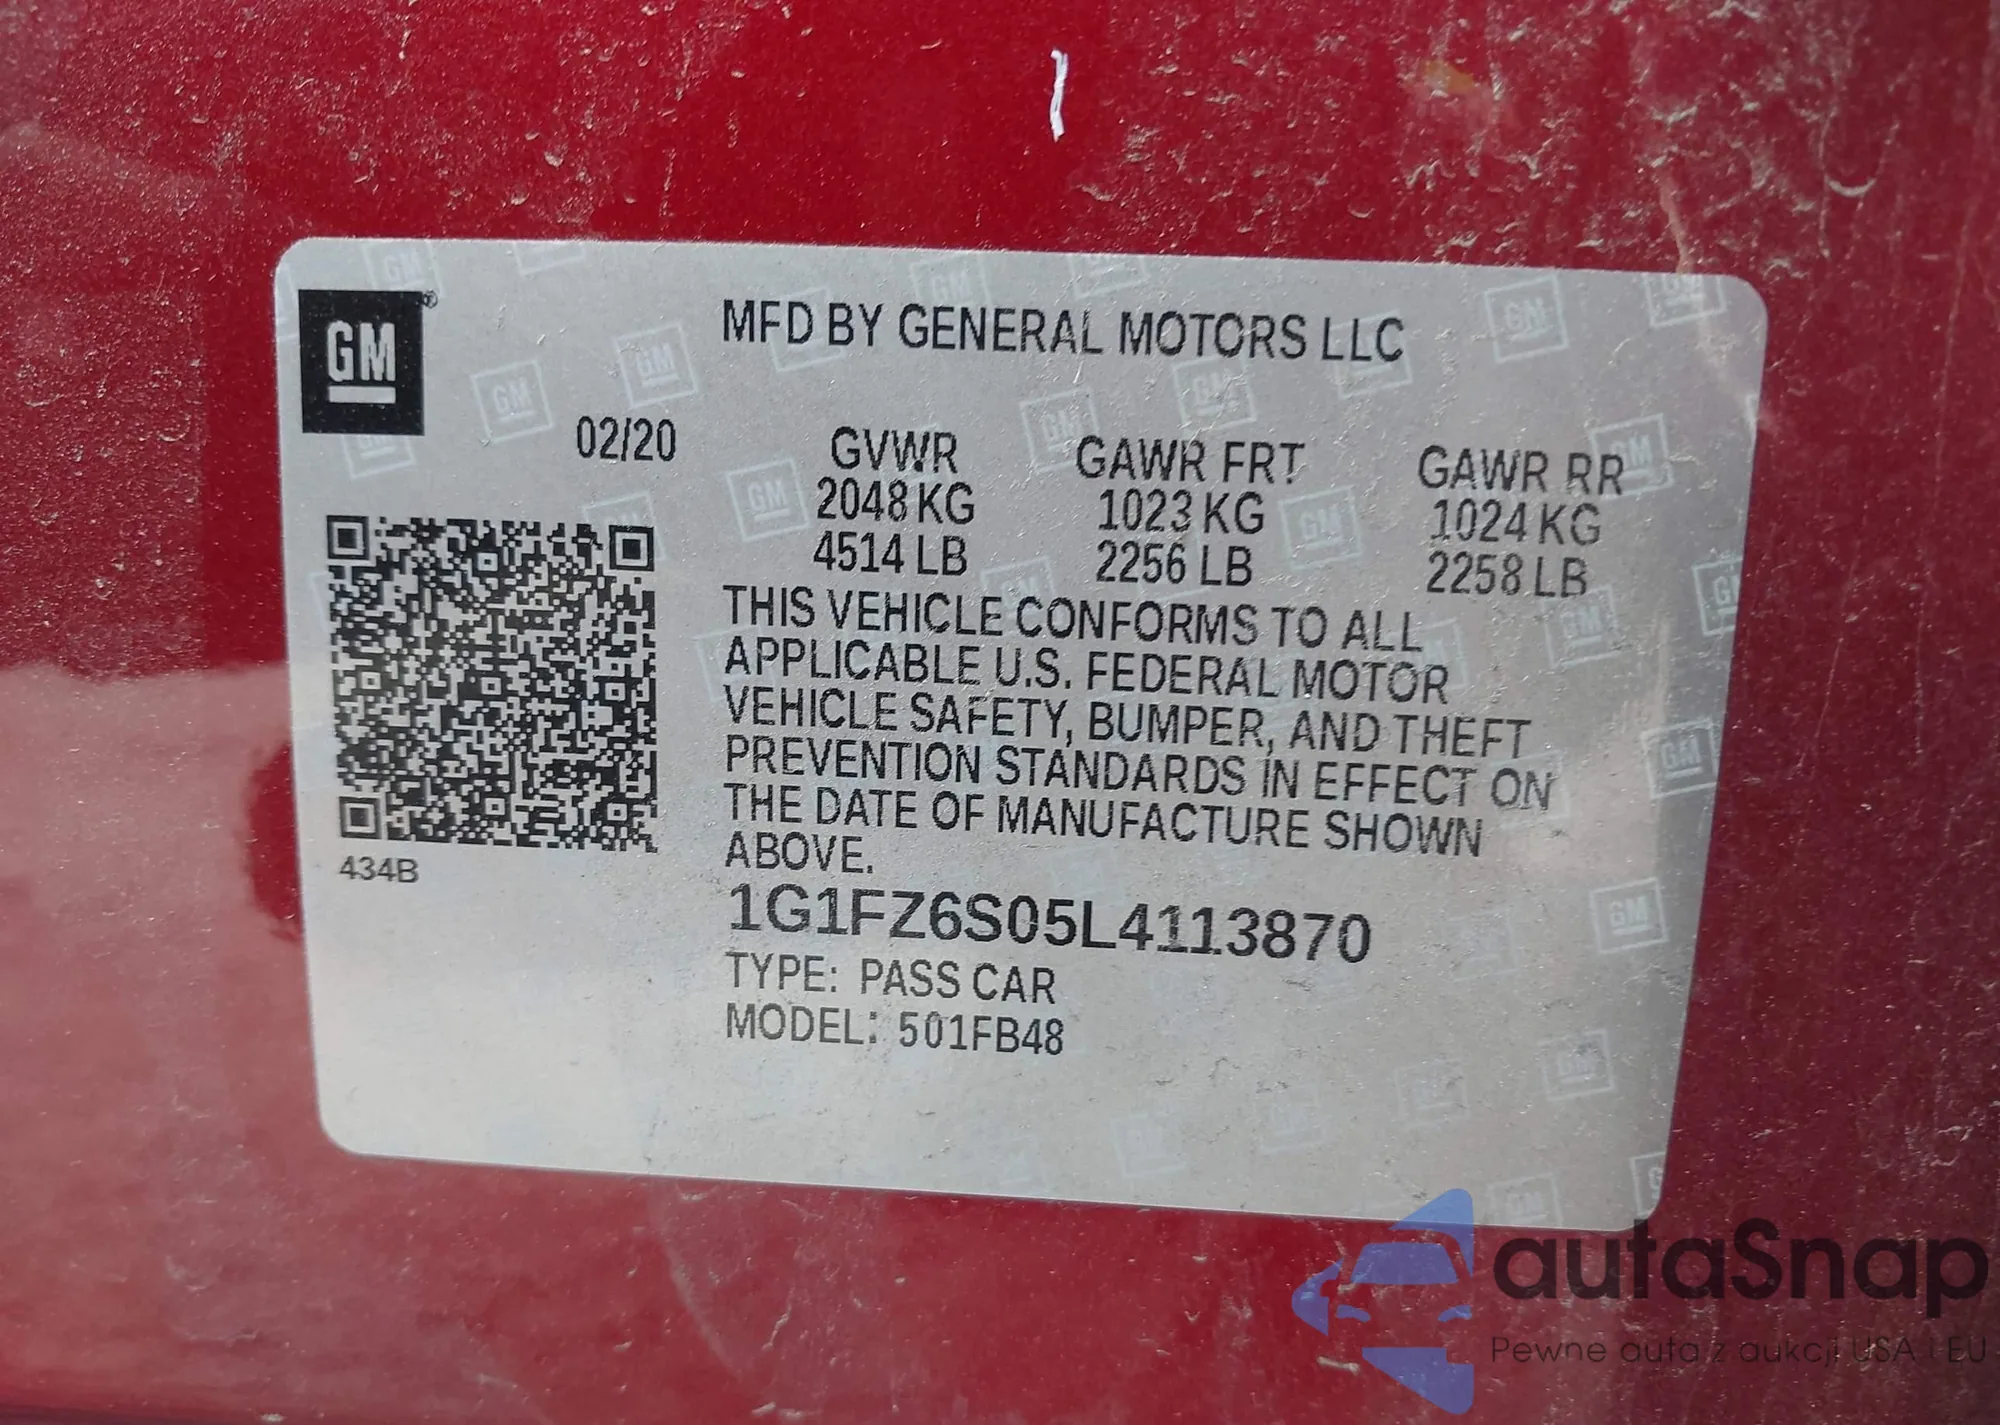 GM
MFD BY GENERAL MOTORS LLC
02/20
GVWR GAWR FRT GAWR RR
2048 KG 1023 KG 1024 KG
4514 LB 2256 LB 2258 LB
THIS VEHICLE CONFORMS TO ALL
APPLICABLE U.S. FEDERAL MOTOR
VEHICLE SAFETY, BUMPER, AND THEFT
PREVENTION STANDARDS IN EFFECT ON
THE DATE OF MANUFACTURE SHOWN
ABOVE.
434B
1G1FZ6S05L4113870
TYPE: PASS CAR
MODEL: 501FB48
autaSnap
Pewne auta z aukcji USA i EU